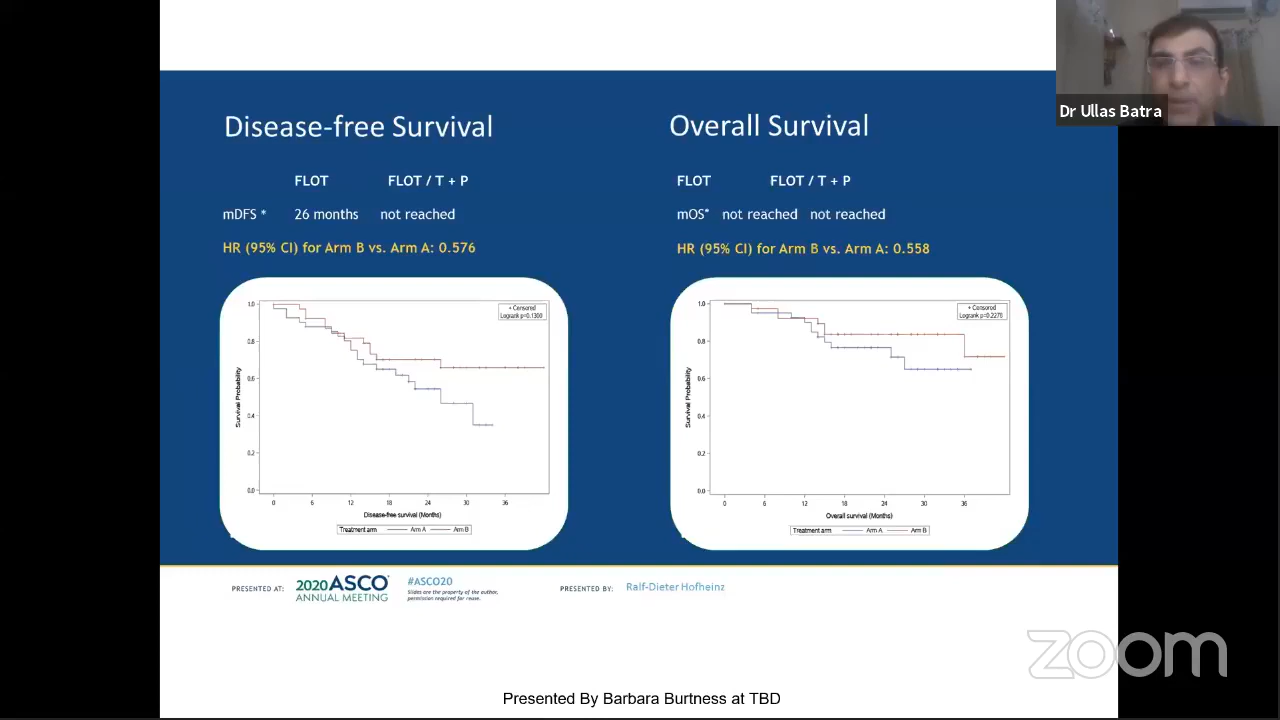 Dr Ullas Batra
Disease-free Survival
FLOT FLOT / T + P
mDFS * 26 months not reached
HR (95% CI) for Arm B vs. Arm A: 0.576
+ Censored
Logrank p=0.1300
1.0
0.8
0.6
0.4
0.2
0.0
Survival Probability
0 6 12 18 24 30 36
Disease-free survival (Months)
Treatment arm Arm A Arm B
Overall Survival
FLOT FLOT / T + P
mOS* not reached not reached
HR (95% CI) for Arm B vs. Arm A: 0.558
+ Censored
Logrank p=0.2278
1.0
0.8
0.6
0.4
0.2
0.0
Survival Probability
0 6 12 18 24 30 36
Overall survival (Months)
Treatment arm Arm A Arm B
PRESENTED AT: 2020 ASCO
ANNUAL MEETING
#ASCO20
Slides are the property of the author,
permission required for reuse.
PRESENTED BY: Ralf-Dieter Hofheinz
zoom
Presented By Barbara Burtness at TBD